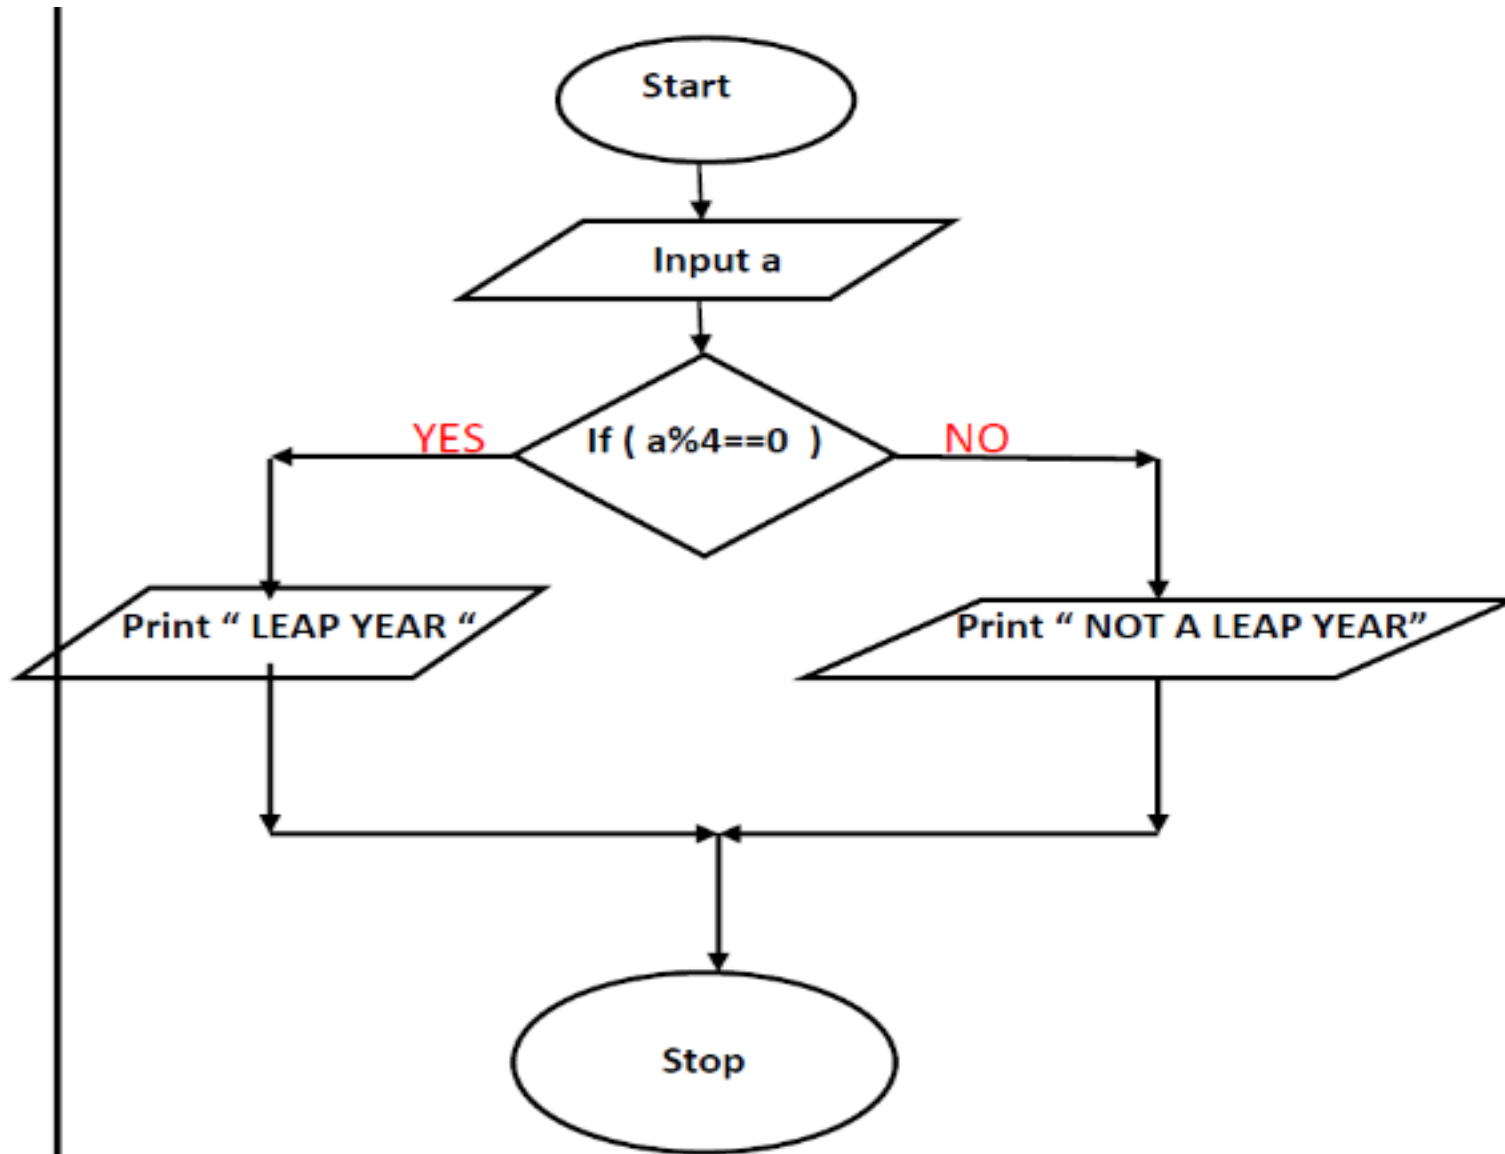 Start
Input a
YES
If ( a%4==0  )
NO
Print “ LEAP YEAR “
Print “ NOT A LEAP YEAR”
Stop